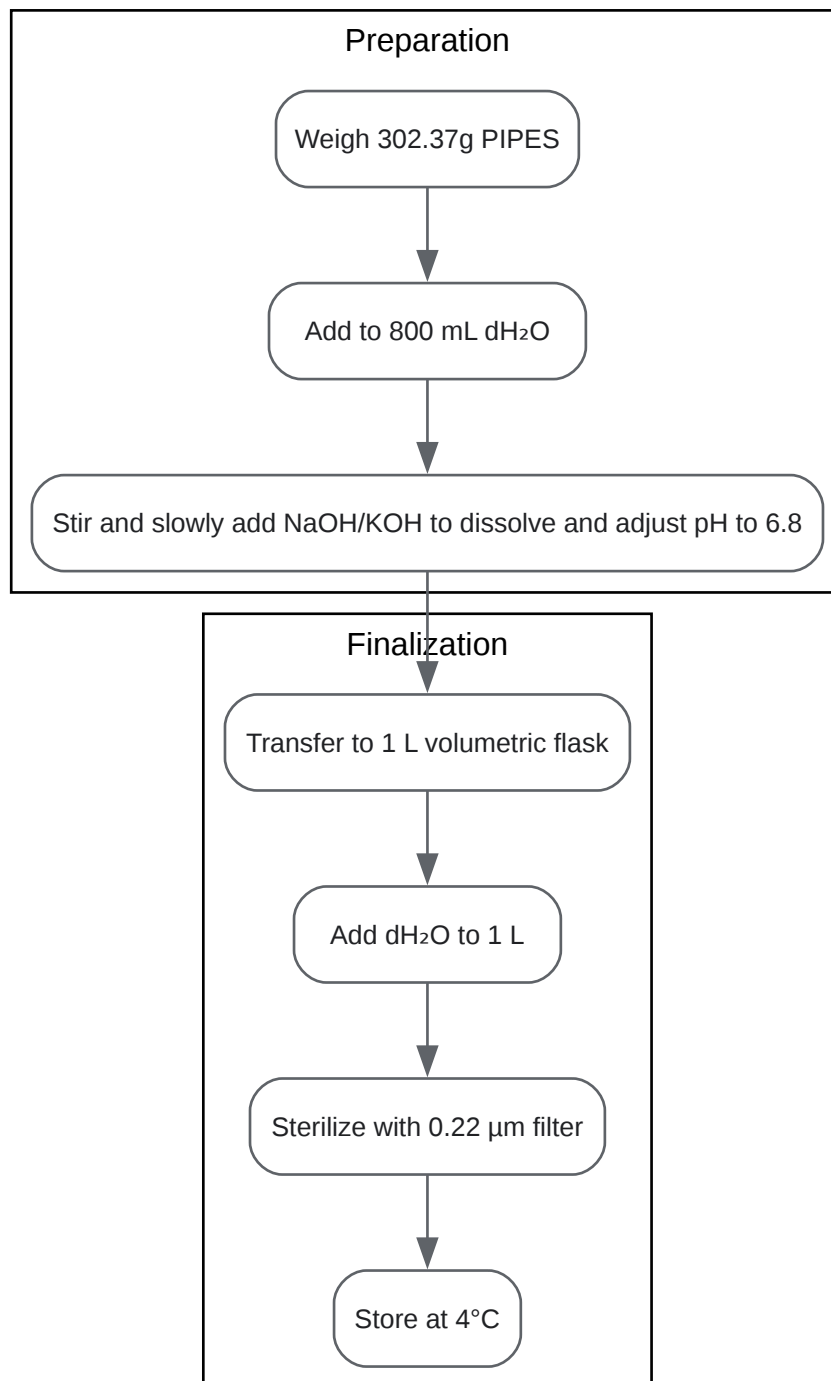 Preparation
Weigh 302.37g PIPES
Add to 800 mL dH₂O
Stir and slowly add NaOH/KOH to dissolve and adjust pH to 6.8
Finalization
Transfer to 1 L volumetric flask
Add dH₂O to 1 L
Sterilize with 0.22 µm filter
Store at 4°C